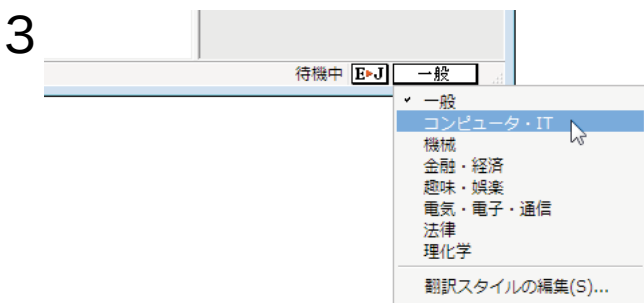 3
待機中 E▸J 一般
✓ 一般
コンピュータ・IT
機械
金融・経済
趣味・娯楽
電気・電子・通信
法律
理化学
翻訳スタイルの編集(S)...